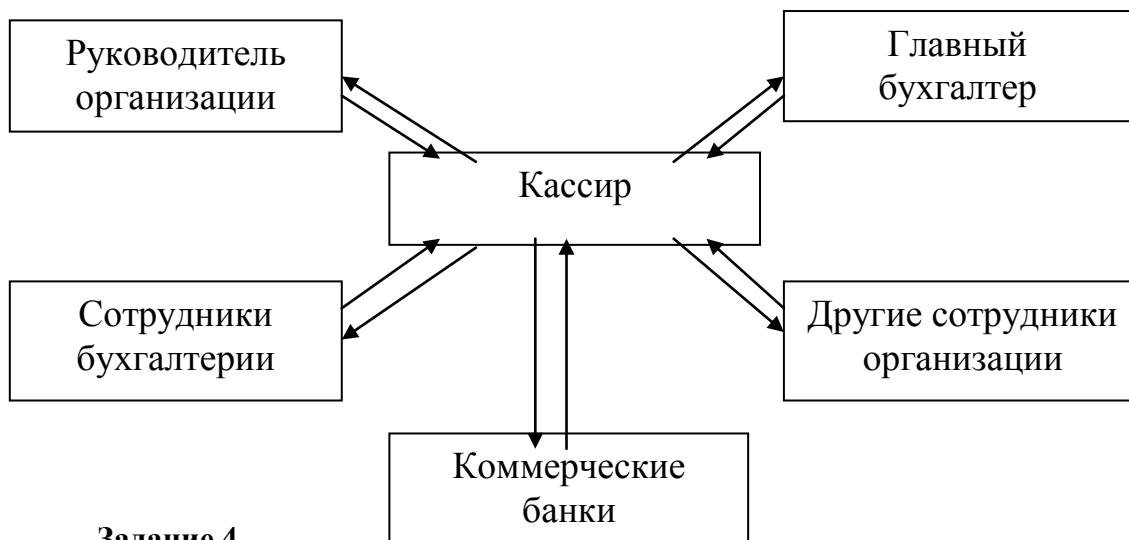 Руководитель
организации
Главный
бухгалтер
Кассир
Сотрудники
бухгалтерии
Другие сотрудники
организации
Коммерческие
банки
Задание 4